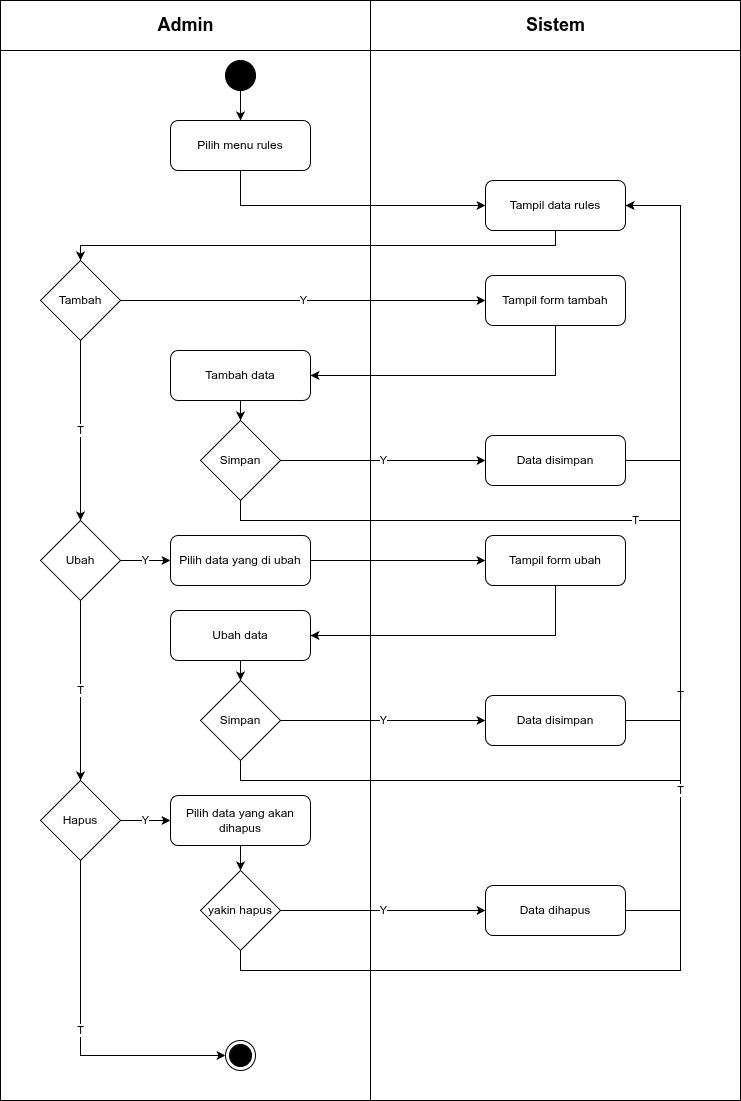 Admin
Sistem
Pilih menu rules
Tampil data rules
Tambah
Y
Tampil form tambah
Tambah data
T
Simpan
Y
Data disimpan
T
Ubah
Y
Pilih data yang di ubah
Tampil form ubah
Ubah data
T
T
Simpan
Y
Data disimpan
T
Hapus
Y
Pilih data yang akan
dihapus
yakin hapus
Y
Data dihapus
T